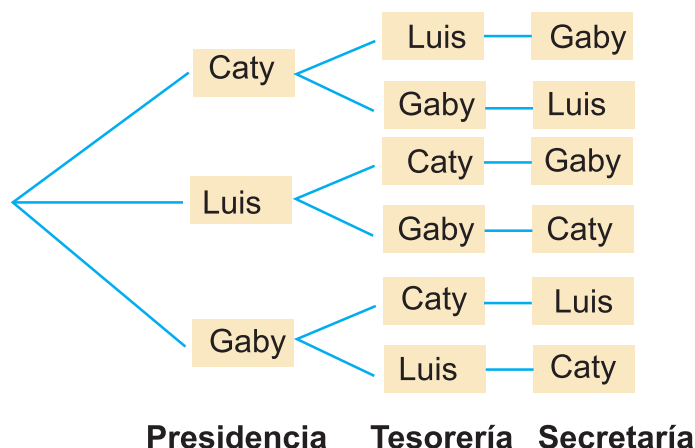 Luis Gaby
Caty
Gaby Luis
Caty Gaby
Luis
Gaby Caty
Caty Luis
Gaby
Luis Caty
Presidencia Tesorería Secretaría